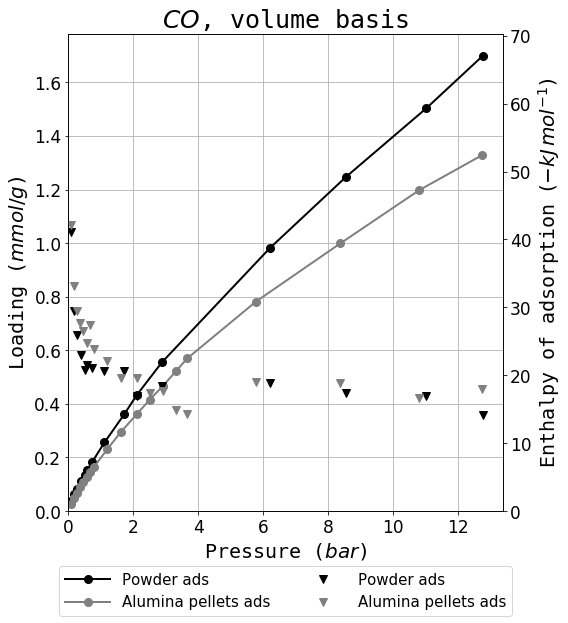 CO, volume basis
Loading (mmol/g)
1.6
1.4
1.2
1.0
0.8
0.6
0.4
0.2
0.0
0 2 4 6 8 10 12
Pressure (bar)
70
60
50
40
30
20
10
0
Enthalpy of adsorption (−kJ mol⁻¹)
Powder ads Powder ads
Alumina pellets ads Alumina pellets ads